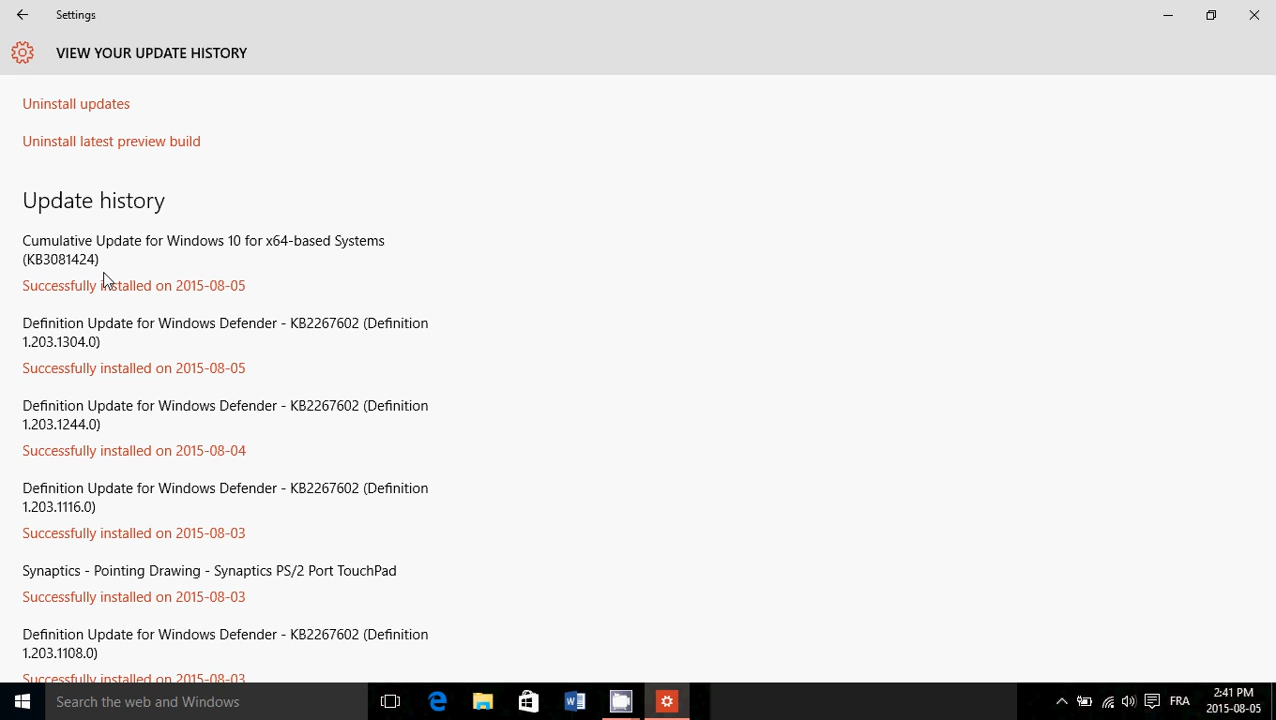 Settings
VIEW YOUR UPDATE HISTORY
Uninstall updates
Uninstall latest preview build
Update history
Cumulative Update for Windows 10 for x64-based Systems
(KB3081424)
Successfully installed on 2015-08-05
Definition Update for Windows Defender - KB2267602 (Definition
1.203.1304.0)
Successfully installed on 2015-08-05
Definition Update for Windows Defender - KB2267602 (Definition
1.203.1244.0)
Successfully installed on 2015-08-04
Definition Update for Windows Defender - KB2267602 (Definition
1.203.1116.0)
Successfully installed on 2015-08-03
Synaptics - Pointing Drawing - Synaptics PS/2 Port TouchPad
Successfully installed on 2015-08-03
Definition Update for Windows Defender - KB2267602 (Definition
1.203.1108.0)
Successfully installed on 2015-08-03
Search the web and Windows
FRA
2:41 PM
2015-08-05